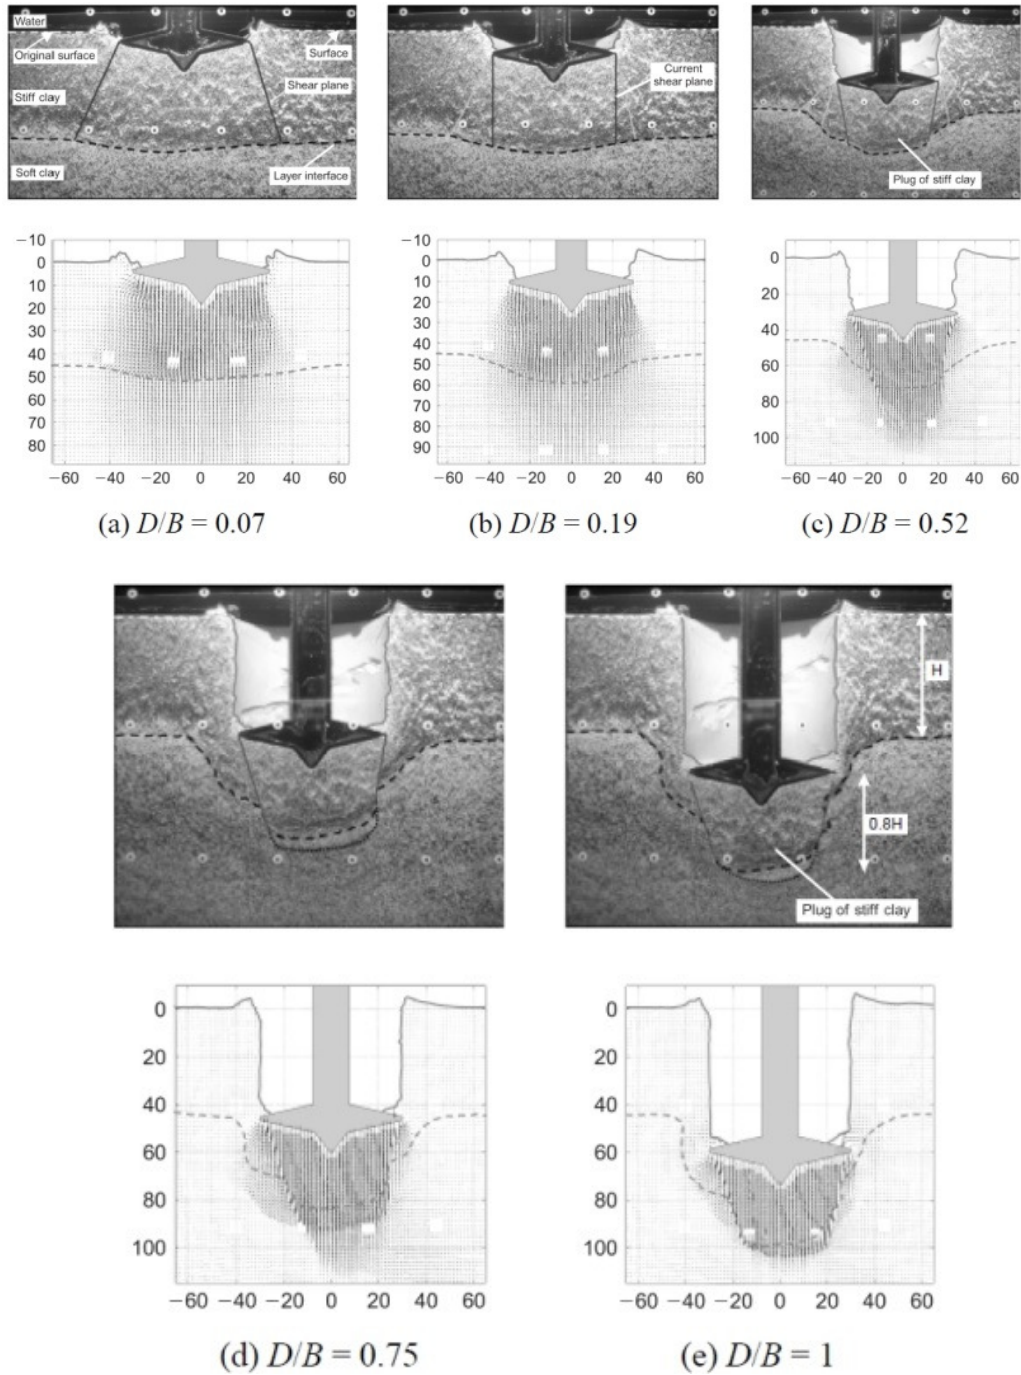 Water
Original surface
Stiff clay
Soft clay
Surface
Shear plane
Layer interface
Current
shear plane
Plug of stiff clay
−10
0
10
20
30
40
50
60
70
80
−60 −40 −20 0 20 40 60
−10
0
10
20
30
40
50
60
70
80
90
−60 −40 −20 0 20 40 60
0
20
40
60
80
100
−60 −40 −20 0 20 40 60
(a) D/B = 0.07
(b) D/B = 0.19
(c) D/B = 0.52
H
0.8H
Plug of stiff clay
0
20
40
60
80
100
−60 −40 −20 0 20 40 60
0
20
40
60
80
100
−60 −40 −20 0 20 40 60
(d) D/B = 0.75
(e) D/B = 1